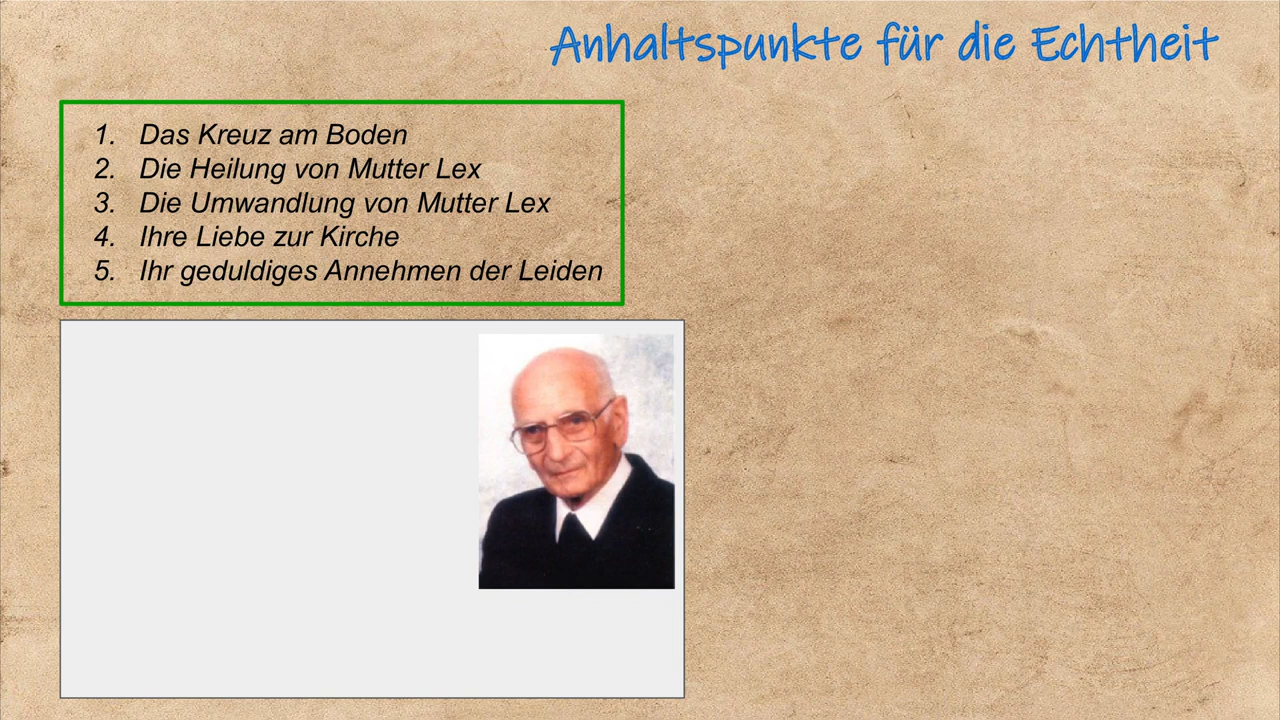 Anhaltspunkte für die Echtheit
1. Das Kreuz am Boden
2. Die Heilung von Mutter Lex
3. Die Umwandlung von Mutter Lex
4. Ihre Liebe zur Kirche
5. Ihr geduldiges Annehmen der Leiden